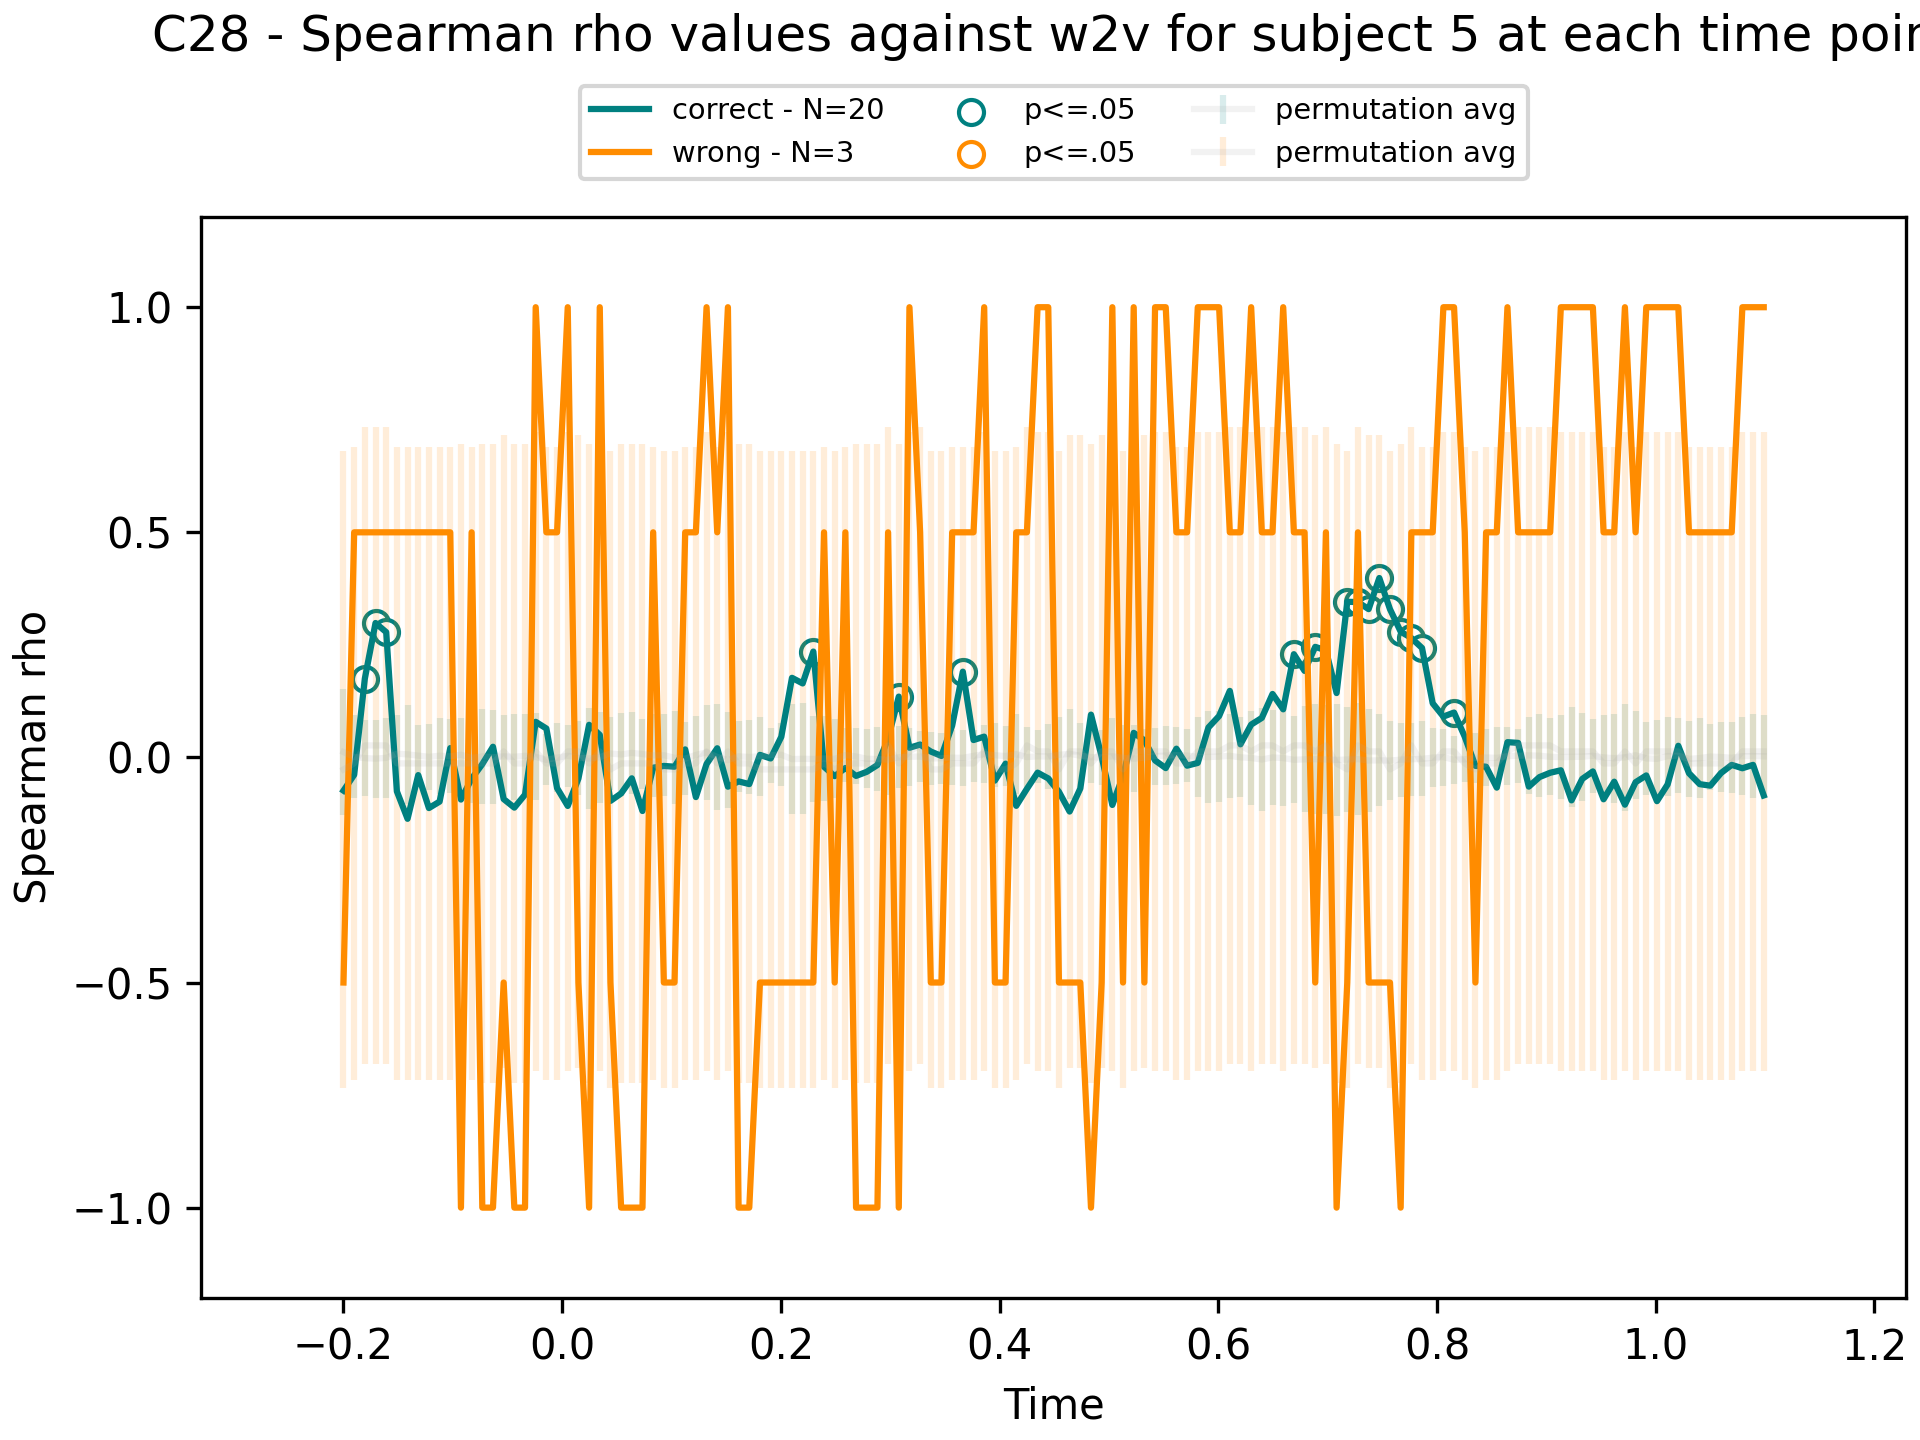 C28 - Spearman rho values against w2v for subject 5 at each time poin
correct - N=20
wrong - N=3
p<=.05
p<=.05
permutation avg
permutation avg
Spearman rho
1.0
0.5
0.0
−0.5
−1.0
−0.2 0.0 0.2 0.4 0.6 0.8 1.0 1.2
Time